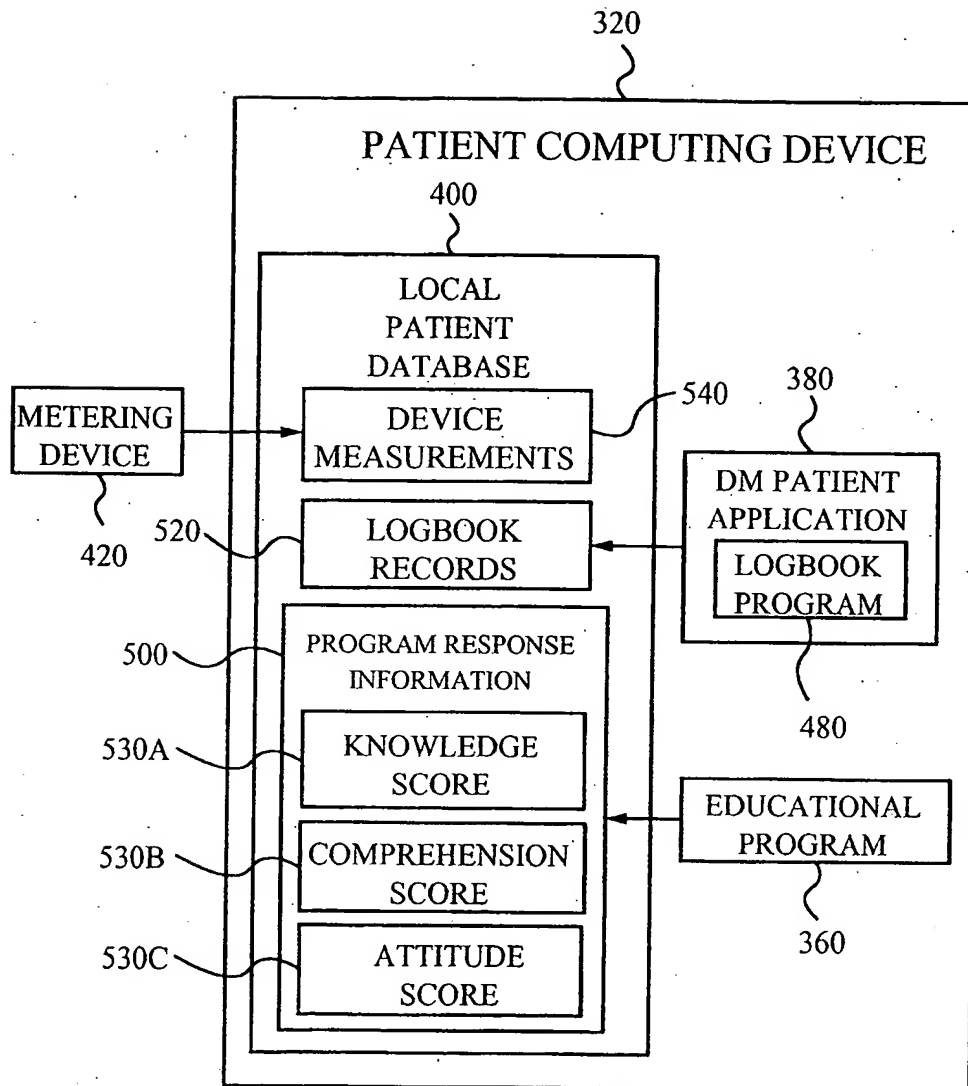 320
PATIENT COMPUTING DEVICE
400
LOCAL
PATIENT
DATABASE
METERING
DEVICE
420
DEVICE
MEASUREMENTS
540
380
520
LOGBOOK
RECORDS
DM PATIENT
APPLICATION
LOGBOOK
PROGRAM
480
500
PROGRAM RESPONSE
INFORMATION
530A
KNOWLEDGE
SCORE
EDUCATIONAL
PROGRAM
360
530B
COMPREHENSION
SCORE
530C
ATTITUDE
SCORE